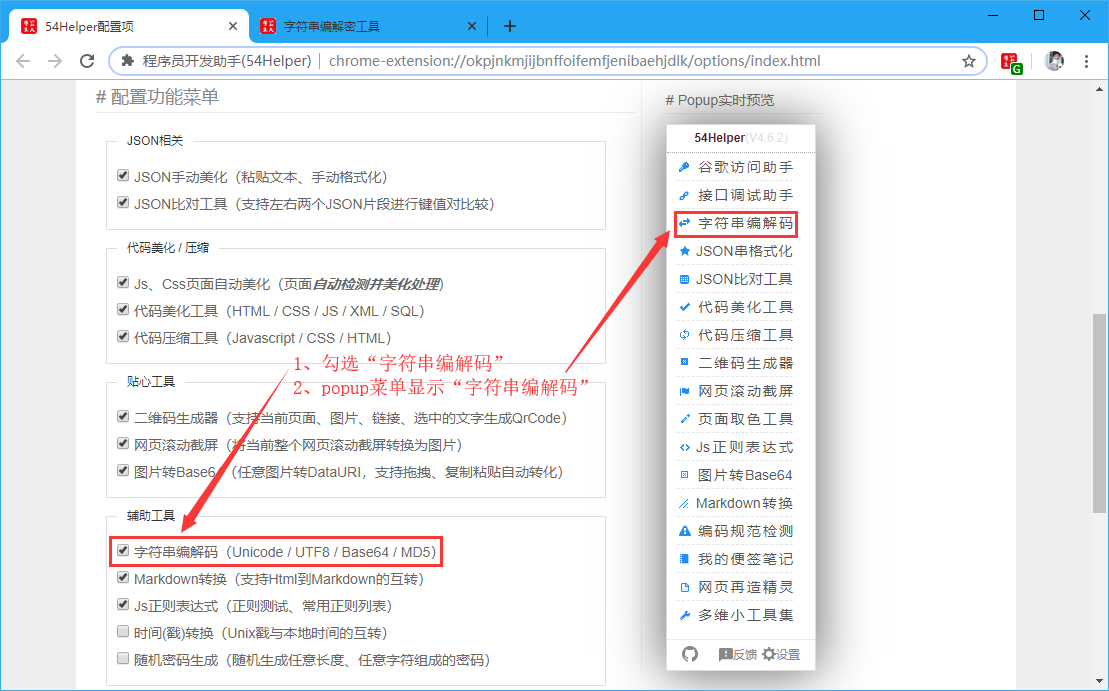 54Helper配置项
字符串编解密工具
程序员开发助手(54Helper)
chrome-extension://okpjnkmjijbnffoifemfjenibaehjdlk/options/index.html
# 配置功能菜单
JSON相关
JSON手动美化（粘贴文本、手动格式化）
JSON比对工具（支持左右两个JSON片段进行键值对比较）
代码美化 / 压缩
Js、Css页面自动美化（页面自动检测并美化处理）
代码美化工具（HTML / CSS / JS / XML / SQL）
代码压缩工具（Javascript / CSS / HTML）
1、勾选“字符串编解码”
2、popup菜单显示“字符串编解码”
贴心工具
二维码生成器（支持当前页面、图片、链接、选中的文字生成QrCode）
网页滚动截屏（将当前整个网页滚动截屏转换为图片）
图片转Base64（任意图片转DataURI，支持拖拽、复制粘贴自动转化）
辅助工具
字符串编解码（Unicode / UTF8 / Base64 / MD5）
Markdown转换（支持Html到Markdown的互转）
Js正则表达式（正则测试、常用正则列表）
时间(戳)转换（Unix戳与本地时间的互转）
随机密码生成（随机生成任意长度、任意字符组成的密码）
# Popup实时预览
54Helper(V4.6.2)
谷歌访问助手
接口调试助手
字符串编解码
JSON串格式化
JSON比对工具
代码美化工具
代码压缩工具
二维码生成器
网页滚动截屏
页面取色工具
Js正则表达式
图片转Base64
Markdown转换
编码规范检测
我的便签笔记
网页再造精灵
多维小工具集
反馈 设置